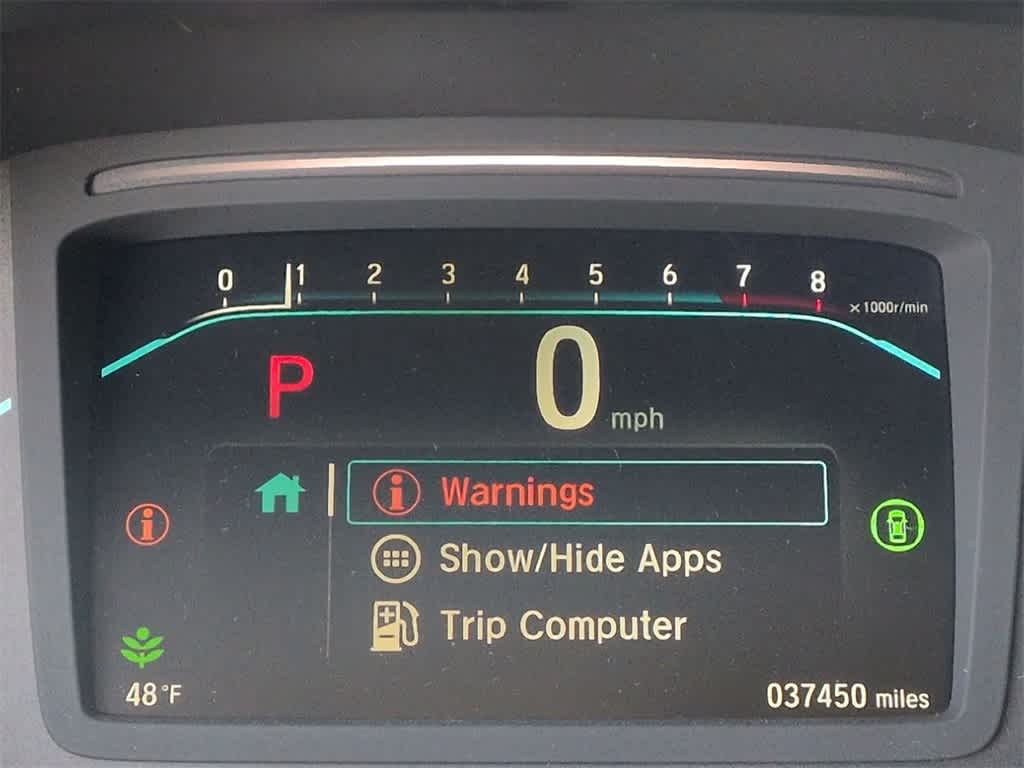 0 1 2 3 4 5 6 7 8
x1000r/min
P
0 mph
Warnings
Show/Hide Apps
Trip Computer
48°F
037450 miles